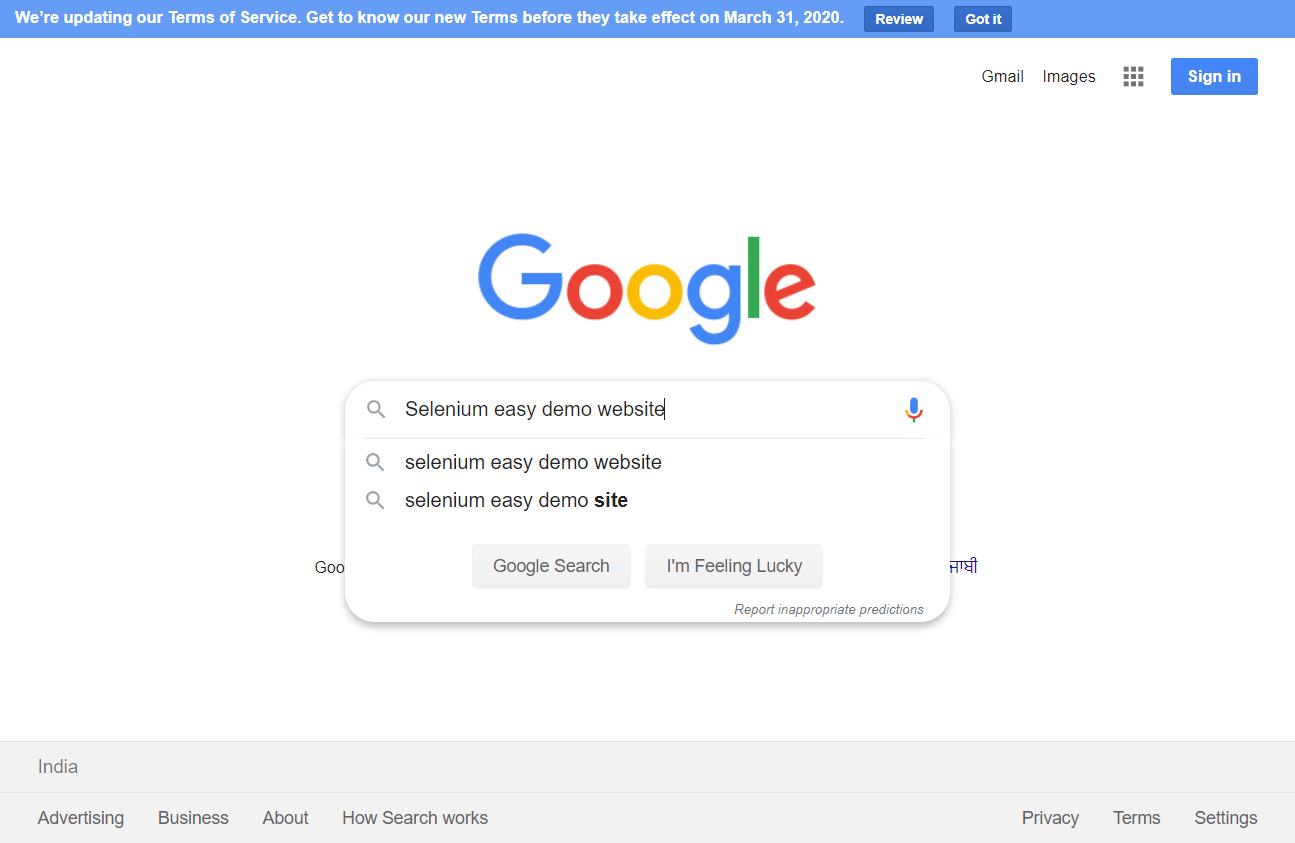 We're updating our Terms of Service. Get to know our new Terms before they take effect on March 31, 2020. Review Got it
Gmail Images Sign in
Google
Selenium easy demo website
selenium easy demo website
selenium easy demo site
Google Search I'm Feeling Lucky
Goo ਜਾਬੀ
Report inappropriate predictions
India
Advertising Business About How Search works Privacy Terms Settings